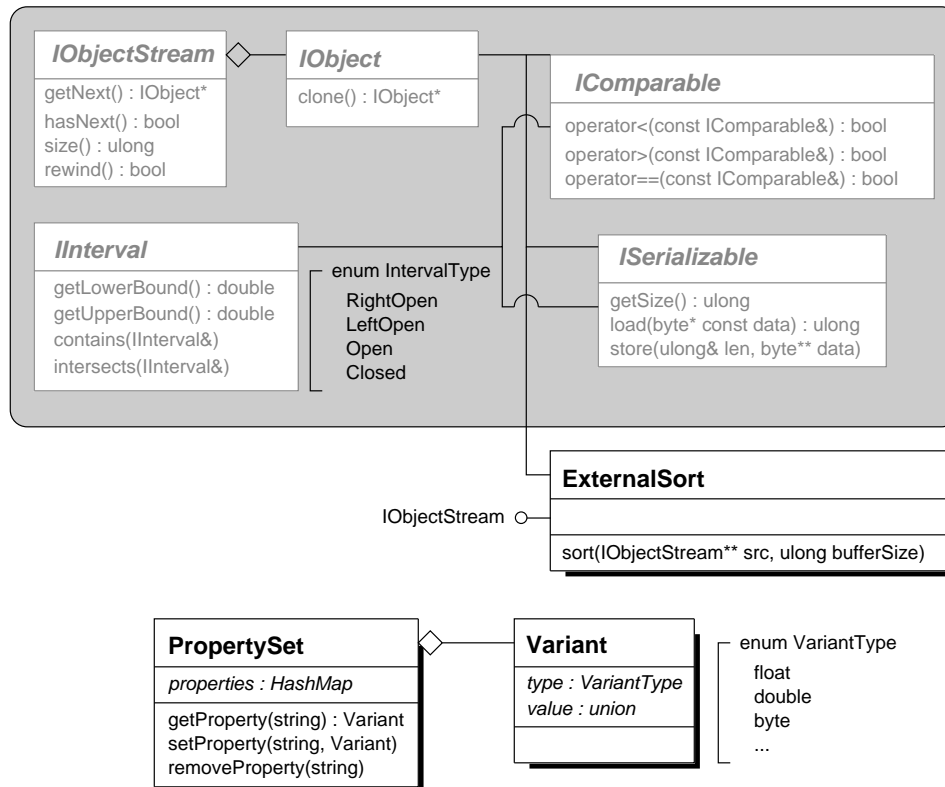 IObjectStream
getNext() : IObject*
hasNext() : bool
size() : ulong
rewind() : bool
IObject
clone() : IObject*
IComparable
operator<(const IComparable&) : bool
operator>(const IComparable&) : bool
operator==(const IComparable&) : bool
IInterval
getLowerBound() : double
getUpperBound() : double
contains(IInterval&)
intersects(IInterval&)
enum IntervalType
RightOpen
LeftOpen
Open
Closed
ISerializable
getSize() : ulong
load(byte* const data) : ulong
store(ulong& len, byte** data)
ExternalSort
IObjectStream
sort(IObjectStream** src, ulong bufferSize)
PropertySet
properties : HashMap
getProperty(string) : Variant
setProperty(string, Variant)
removeProperty(string)
Variant
type : VariantType
value : union
enum VariantType
float
double
byte
...